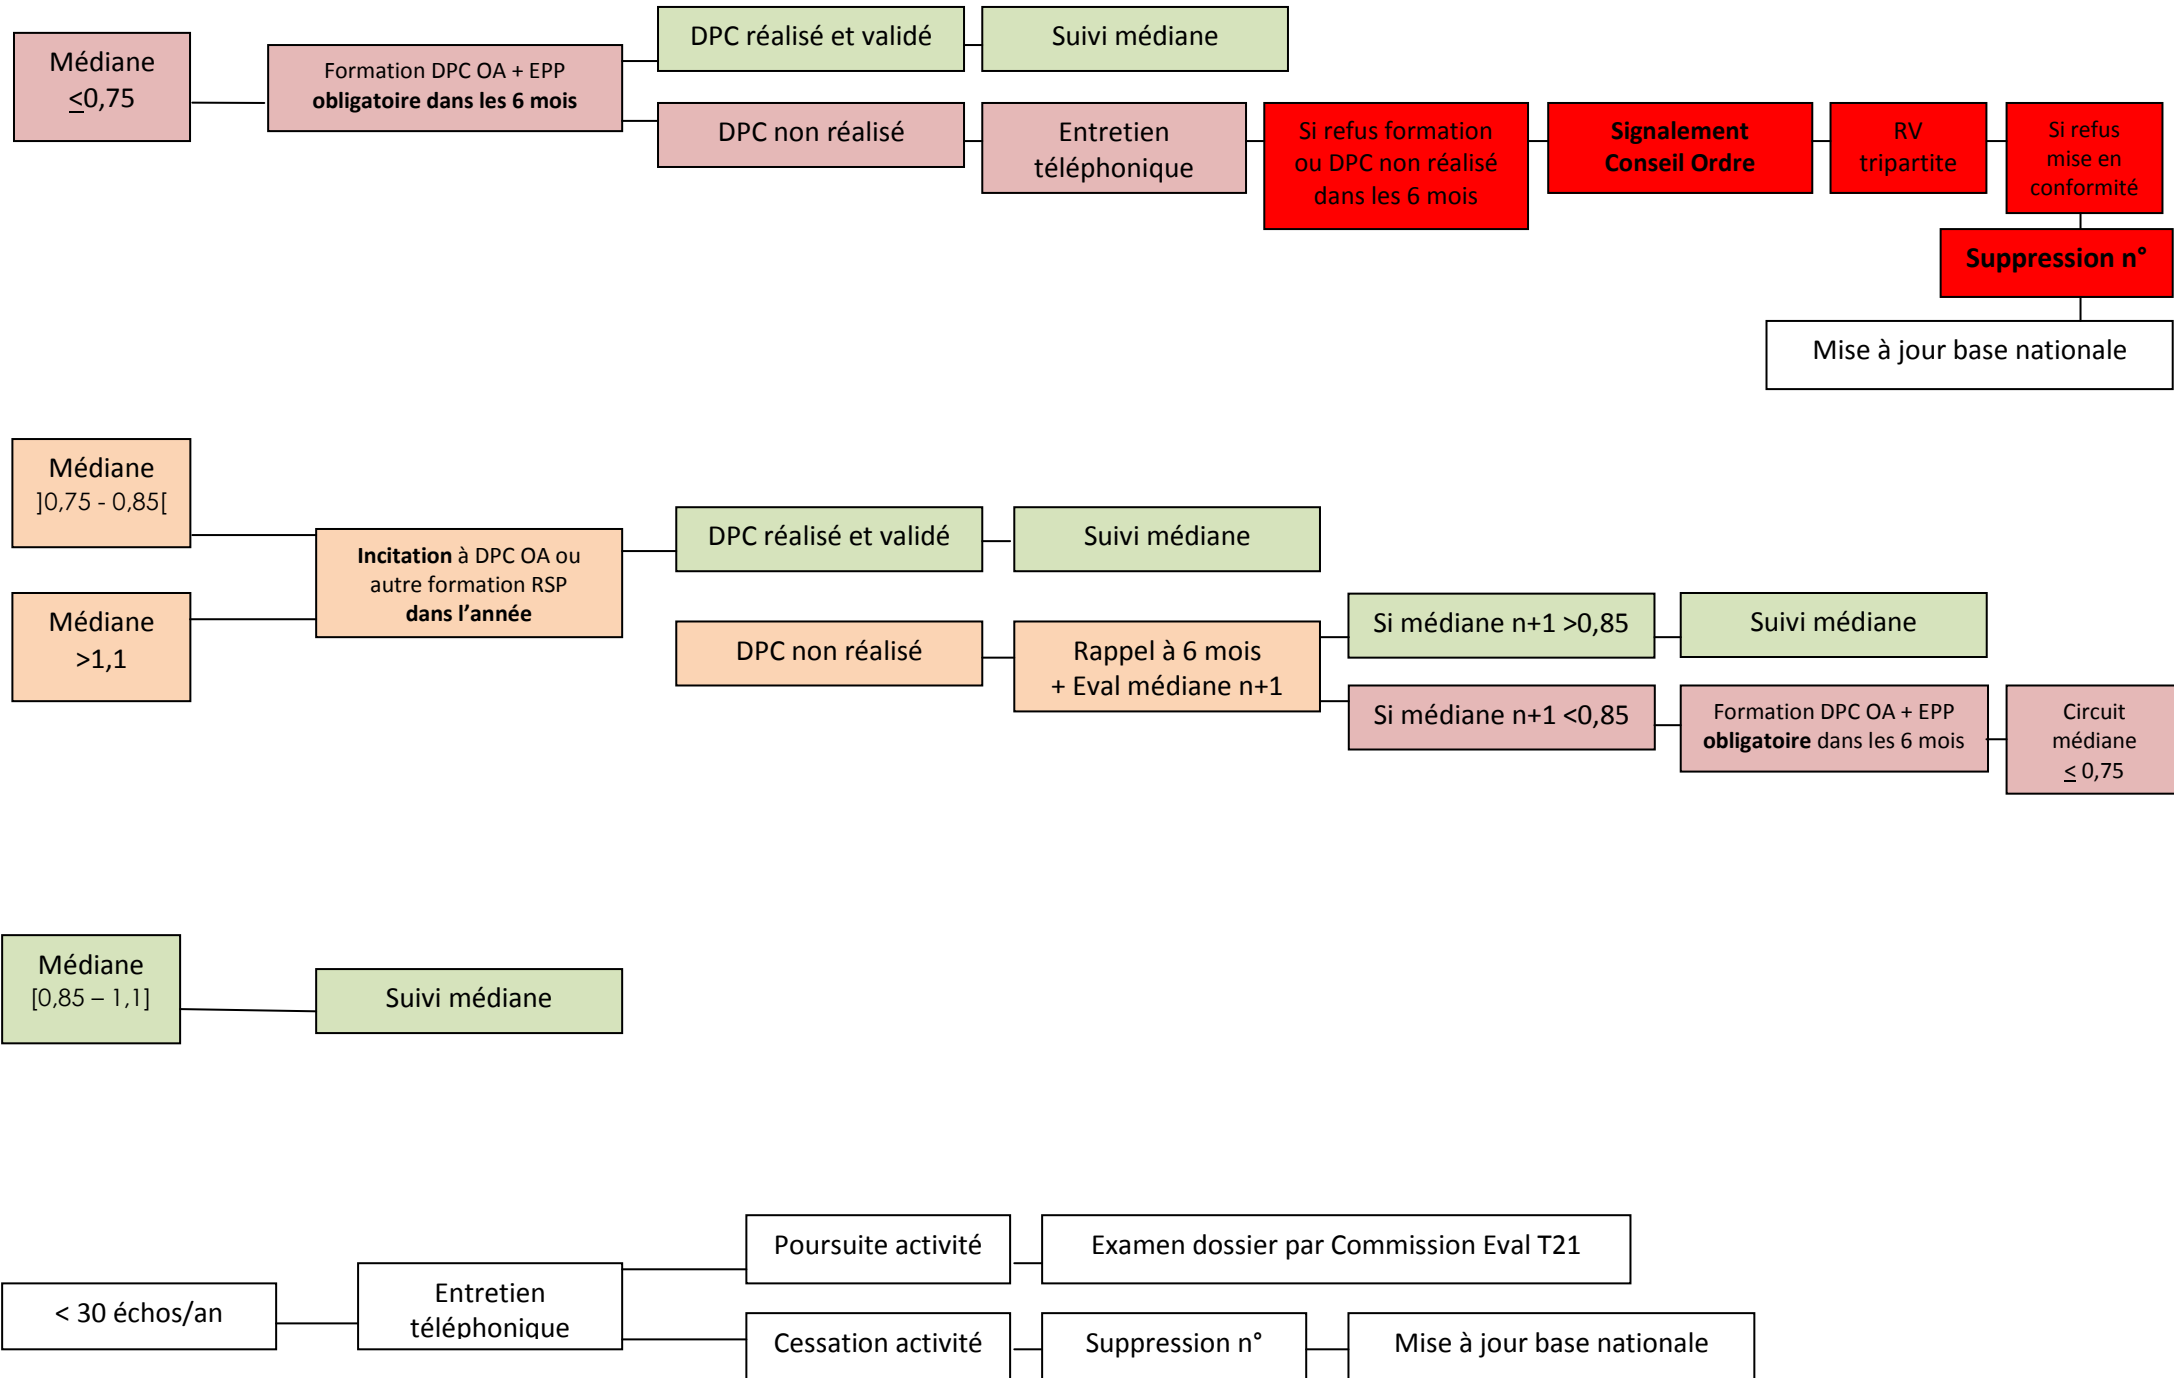 Médiane
≤0,75
Formation DPC OA + EPP
obligatoire dans les 6 mois
DPC réalisé et validé
Suivi médiane
DPC non réalisé
Entretien
téléphonique
Si refus formation
ou DPC non réalisé
dans les 6 mois
Signalement
Conseil Ordre
RV
tripartite
Si refus
mise en
conformité
Suppression n°
Mise à jour base nationale
Médiane
]0,75 - 0,85[
Médiane
>1,1
Incitation à DPC OA ou
autre formation RSP
dans l’année
DPC réalisé et validé
Suivi médiane
DPC non réalisé
Rappel à 6 mois
+ Eval médiane n+1
Si médiane n+1 >0,85
Suivi médiane
Si médiane n+1 <0,85
Formation DPC OA + EPP
obligatoire dans les 6 mois
Circuit
médiane
≤ 0,75
Médiane
[0,85 – 1,1]
Suivi médiane
< 30 échos/an
Entretien
téléphonique
Poursuite activité
Examen dossier par Commission Eval T21
Cessation activité
Suppression n°
Mise à jour base nationale